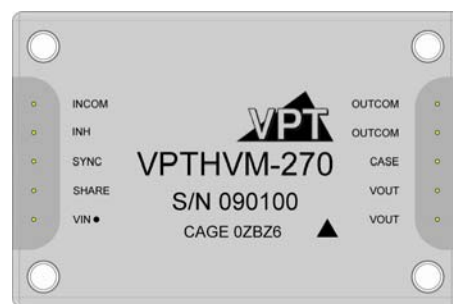 INCOM
INH
SYNC
SHARE
VIN●
VPT
VPTHVM-270
S/N 090100
CAGE 0ZBZ6
OUTCOM
OUTCOM
CASE
VOUT
VOUT